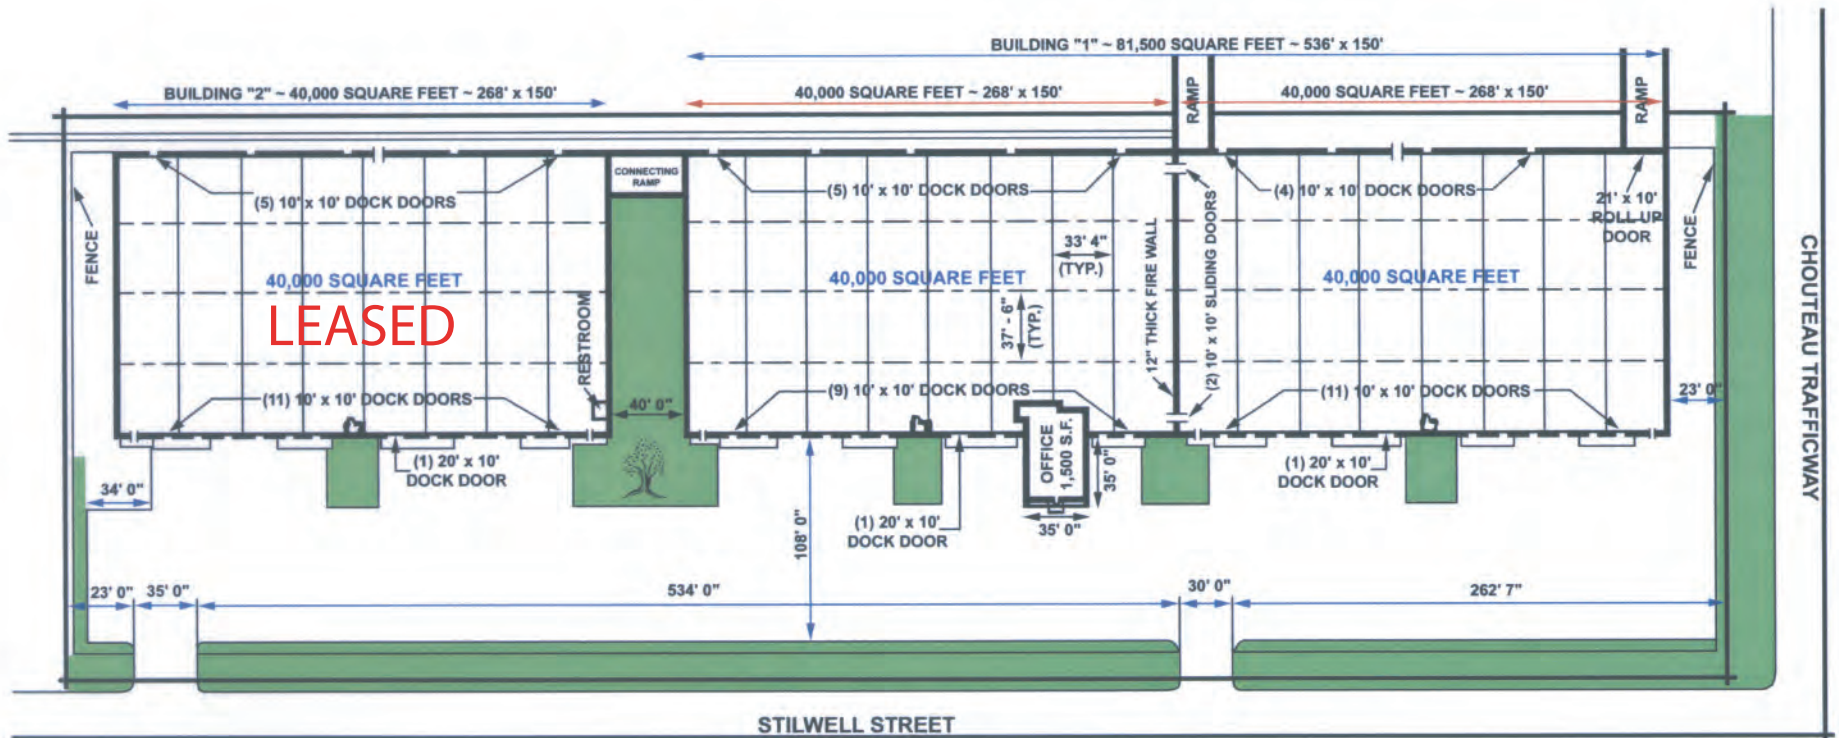 BUILDING "1" ~ 81,500 SQUARE FEET ~ 536' x 150'
BUILDING "2" ~ 40,000 SQUARE FEET ~ 268' x 150'
40,000 SQUARE FEET ~ 268' x 150'
40,000 SQUARE FEET ~ 268' x 150'
RAMP
RAMP
CONNECTING
RAMP
(5) 10' x 10' DOCK DOORS
(5) 10' x 10' DOCK DOORS
(4) 10' x 10' DOCK DOORS
21' x 10'
ROLL UP
DOOR
FENCE
FENCE
33' 4"
(TYP.)
12" THICK FIRE WALL
(2) 10' x 10' SLIDING DOORS
40,000 SQUARE FEET
LEASED
40,000 SQUARE FEET
40,000 SQUARE FEET
37' - 6"
(TYP.)
RESTROOM
CHOUTEAU TRAFFICWAY
(11) 10' x 10' DOCK DOORS
40' 0"
(9) 10' x 10' DOCK DOORS
(11) 10' x 10' DOCK DOORS
23' 0"
OFFICE
1,500 S.F.
35' 0"
35' 0"
(1) 20' x 10'
DOCK DOOR
(1) 20' x 10'
DOCK DOOR
(1) 20' x 10'
DOCK DOOR
34' 0"
108' 0"
23' 0"
35' 0"
534' 0"
30' 0"
262' 7"
STILWELL STREET